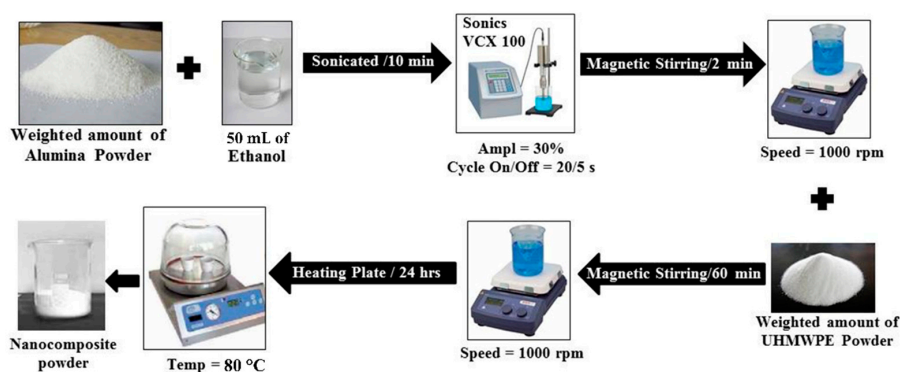 Weighted amount of
Alumina Powder
50 mL of
Ethanol
Sonicated /10 min
Sonics
VCX 100
Ampl = 30%
Cycle On/Off = 20/5 s
Magnetic Stirring/2 min
Speed = 1000 rpm
Weighted amount of
UHMWPE Powder
Magnetic Stirring/60 min
Speed = 1000 rpm
Heating Plate / 24 hrs
Temp = 80 °C
Nanocomposite
powder